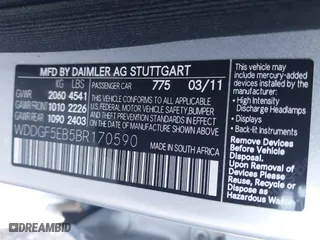 MFD BY DAIMLER AG STUTTGART
KG LBS
PASSENGER CAR 775 03/11
GVWR 2060 4541
GAWR FRONT 1010 2226
GAWR REAR 1090 2403
THIS VEHICLE CONFORMS TO ALL APPLICABLE
U.S. FEDERAL MOTOR VEHICLE SAFETY, BUMPER,
AND THEFT PREVENTION STANDARDS IN EFFECT
ON THE DATE OF MANUFACTURE SHOWN ABOVE.
WDDGF5EB5BR170590
MADE IN SOUTH AFRICA
This vehicle may include
mercury-added devices
installed by the
manufacturer:
• High Intensity
Discharge Headlamps
• Interior Illumination
• Display screens
Remove devices before
vehicle disposal.
Upon removal of devices
please reuse, recycle or
dispose as
Hazardous Waste.
DREAMBID